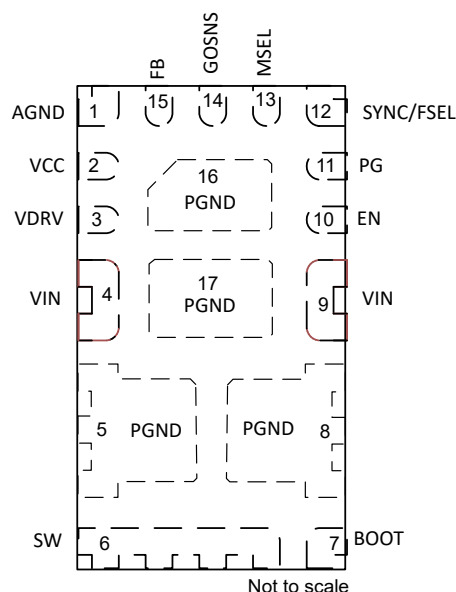 FB
GOSNS
MSEL
AGND 1 15 14 13 12 SYNC/FSEL
VCC 2 11 PG
16
PGND
VDRV 3 10 EN
17
VIN 4 PGND 9 VIN
5 PGND PGND 8
SW 6 7 BOOT
Not to scale